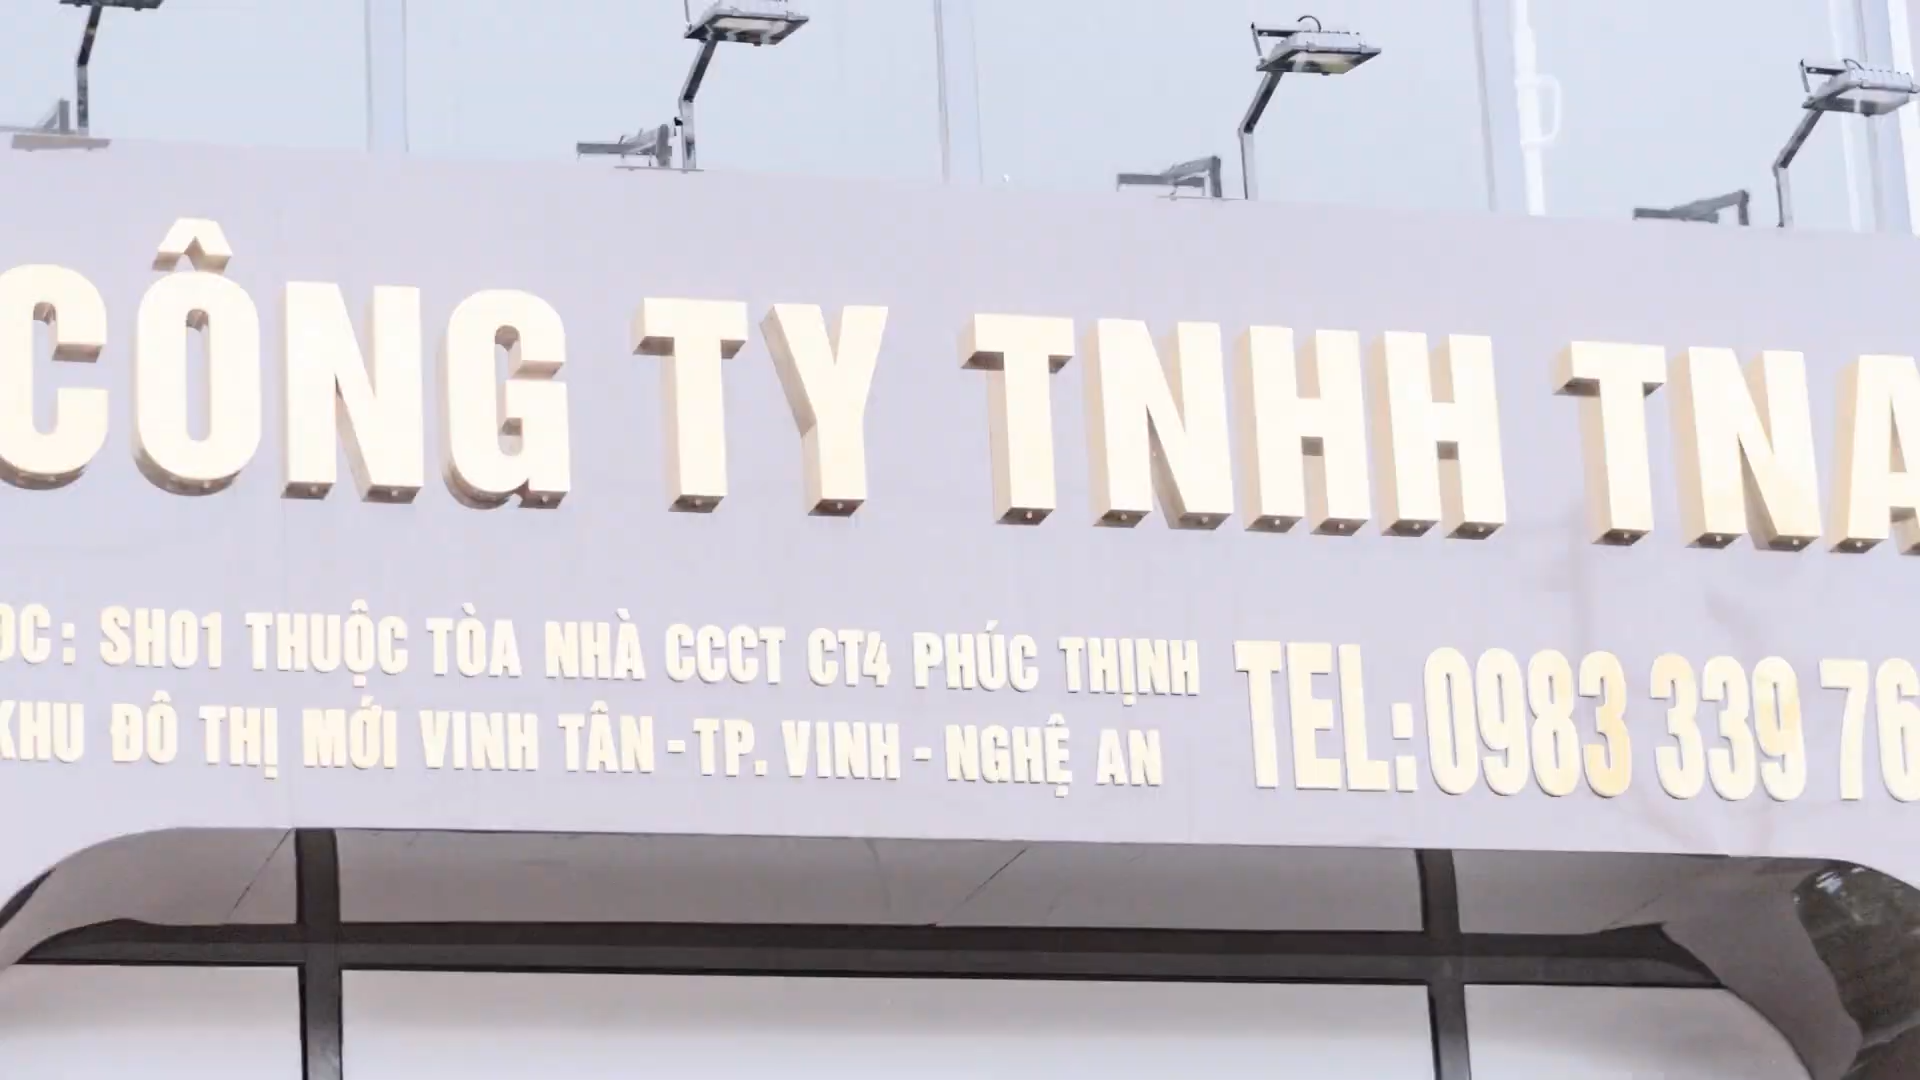 CÔNG TY TNHH TNA
ĐC: SH01 THUỘC TÒA NHÀ CCCT CT4 PHÚC THỊNH
KHU ĐÔ THỊ MỚI VINH TÂN - TP. VINH - NGHỆ AN
TEL: 0983 339 76